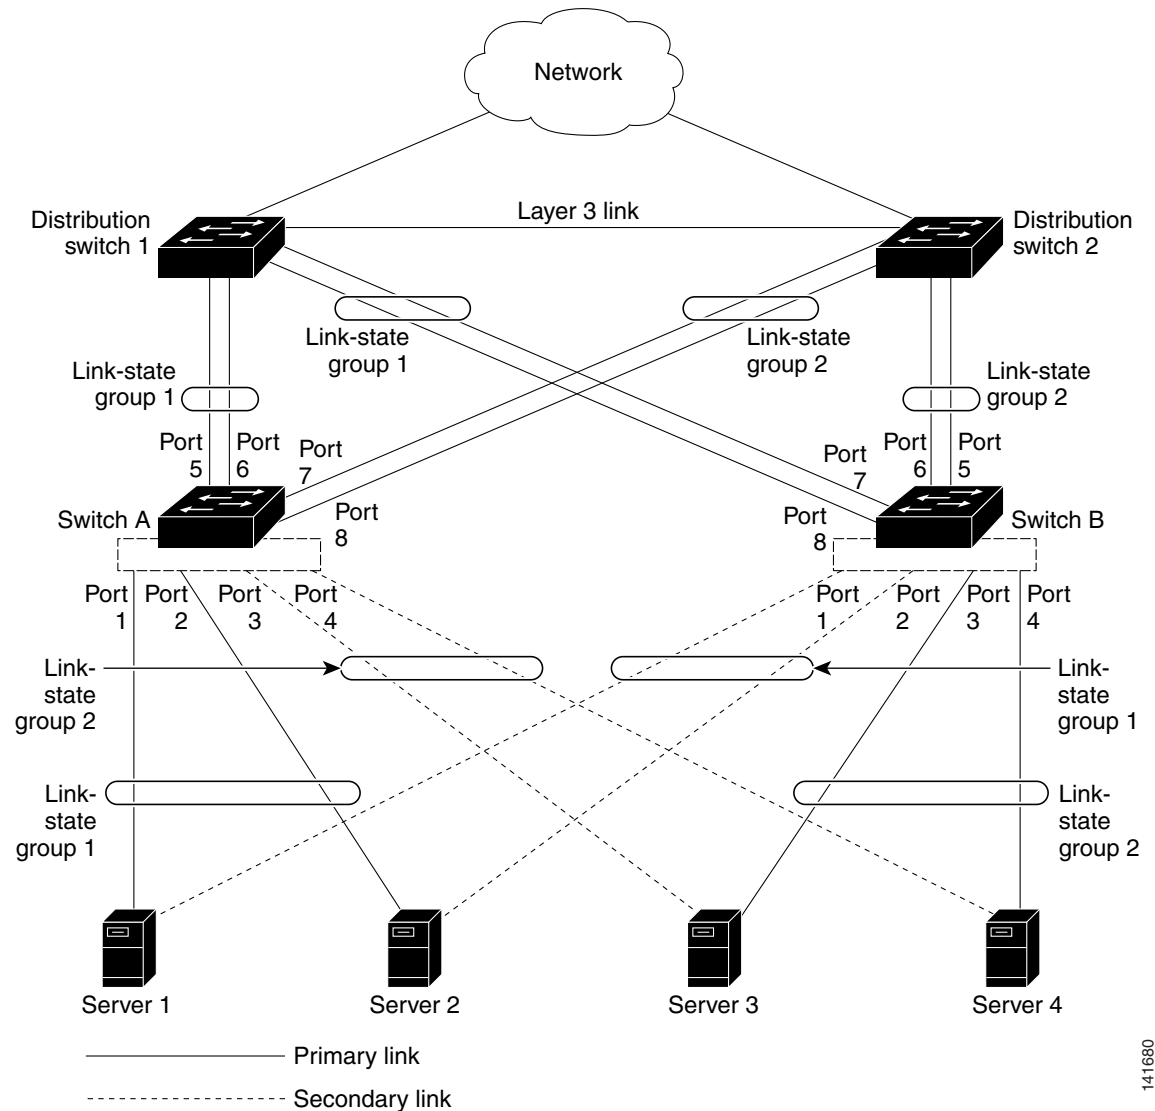 Network
Layer 3 link
Distribution
switch 1
Distribution
switch 2
Link-state
group 1
Link-state
group 2
Link-state
group 1
Link-state
group 2
Port
5
Port
6
Port
7
Port
8
Port
7
Port
6
Port
5
Port
8
Switch A
Switch B
Port
1
Port
2
Port
3
Port
4
Port
1
Port
2
Port
3
Port
4
Link-
state
group 2
Link-
state
group 1
Link-
state
group 1
Link-
state
group 2
Server 1
Server 2
Server 3
Server 4
Primary link
Secondary link
141680